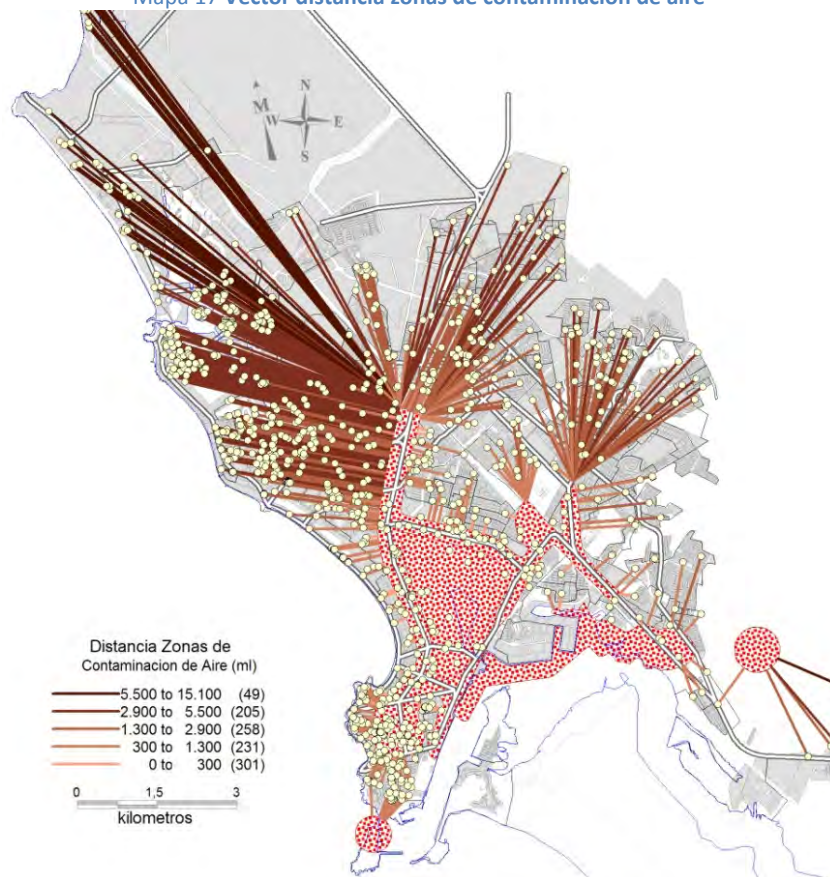 Mapa 17 Vector distancia zonas de contaminación de aire
N
M
W E
S
Distancia Zonas de
Contaminacion de Aire (ml)
5.500 to 15.100 (49)
2.900 to 5.500 (205)
1.300 to 2.900 (258)
300 to 1.300 (231)
0 to 300 (301)
0 1,5 3
kilometros